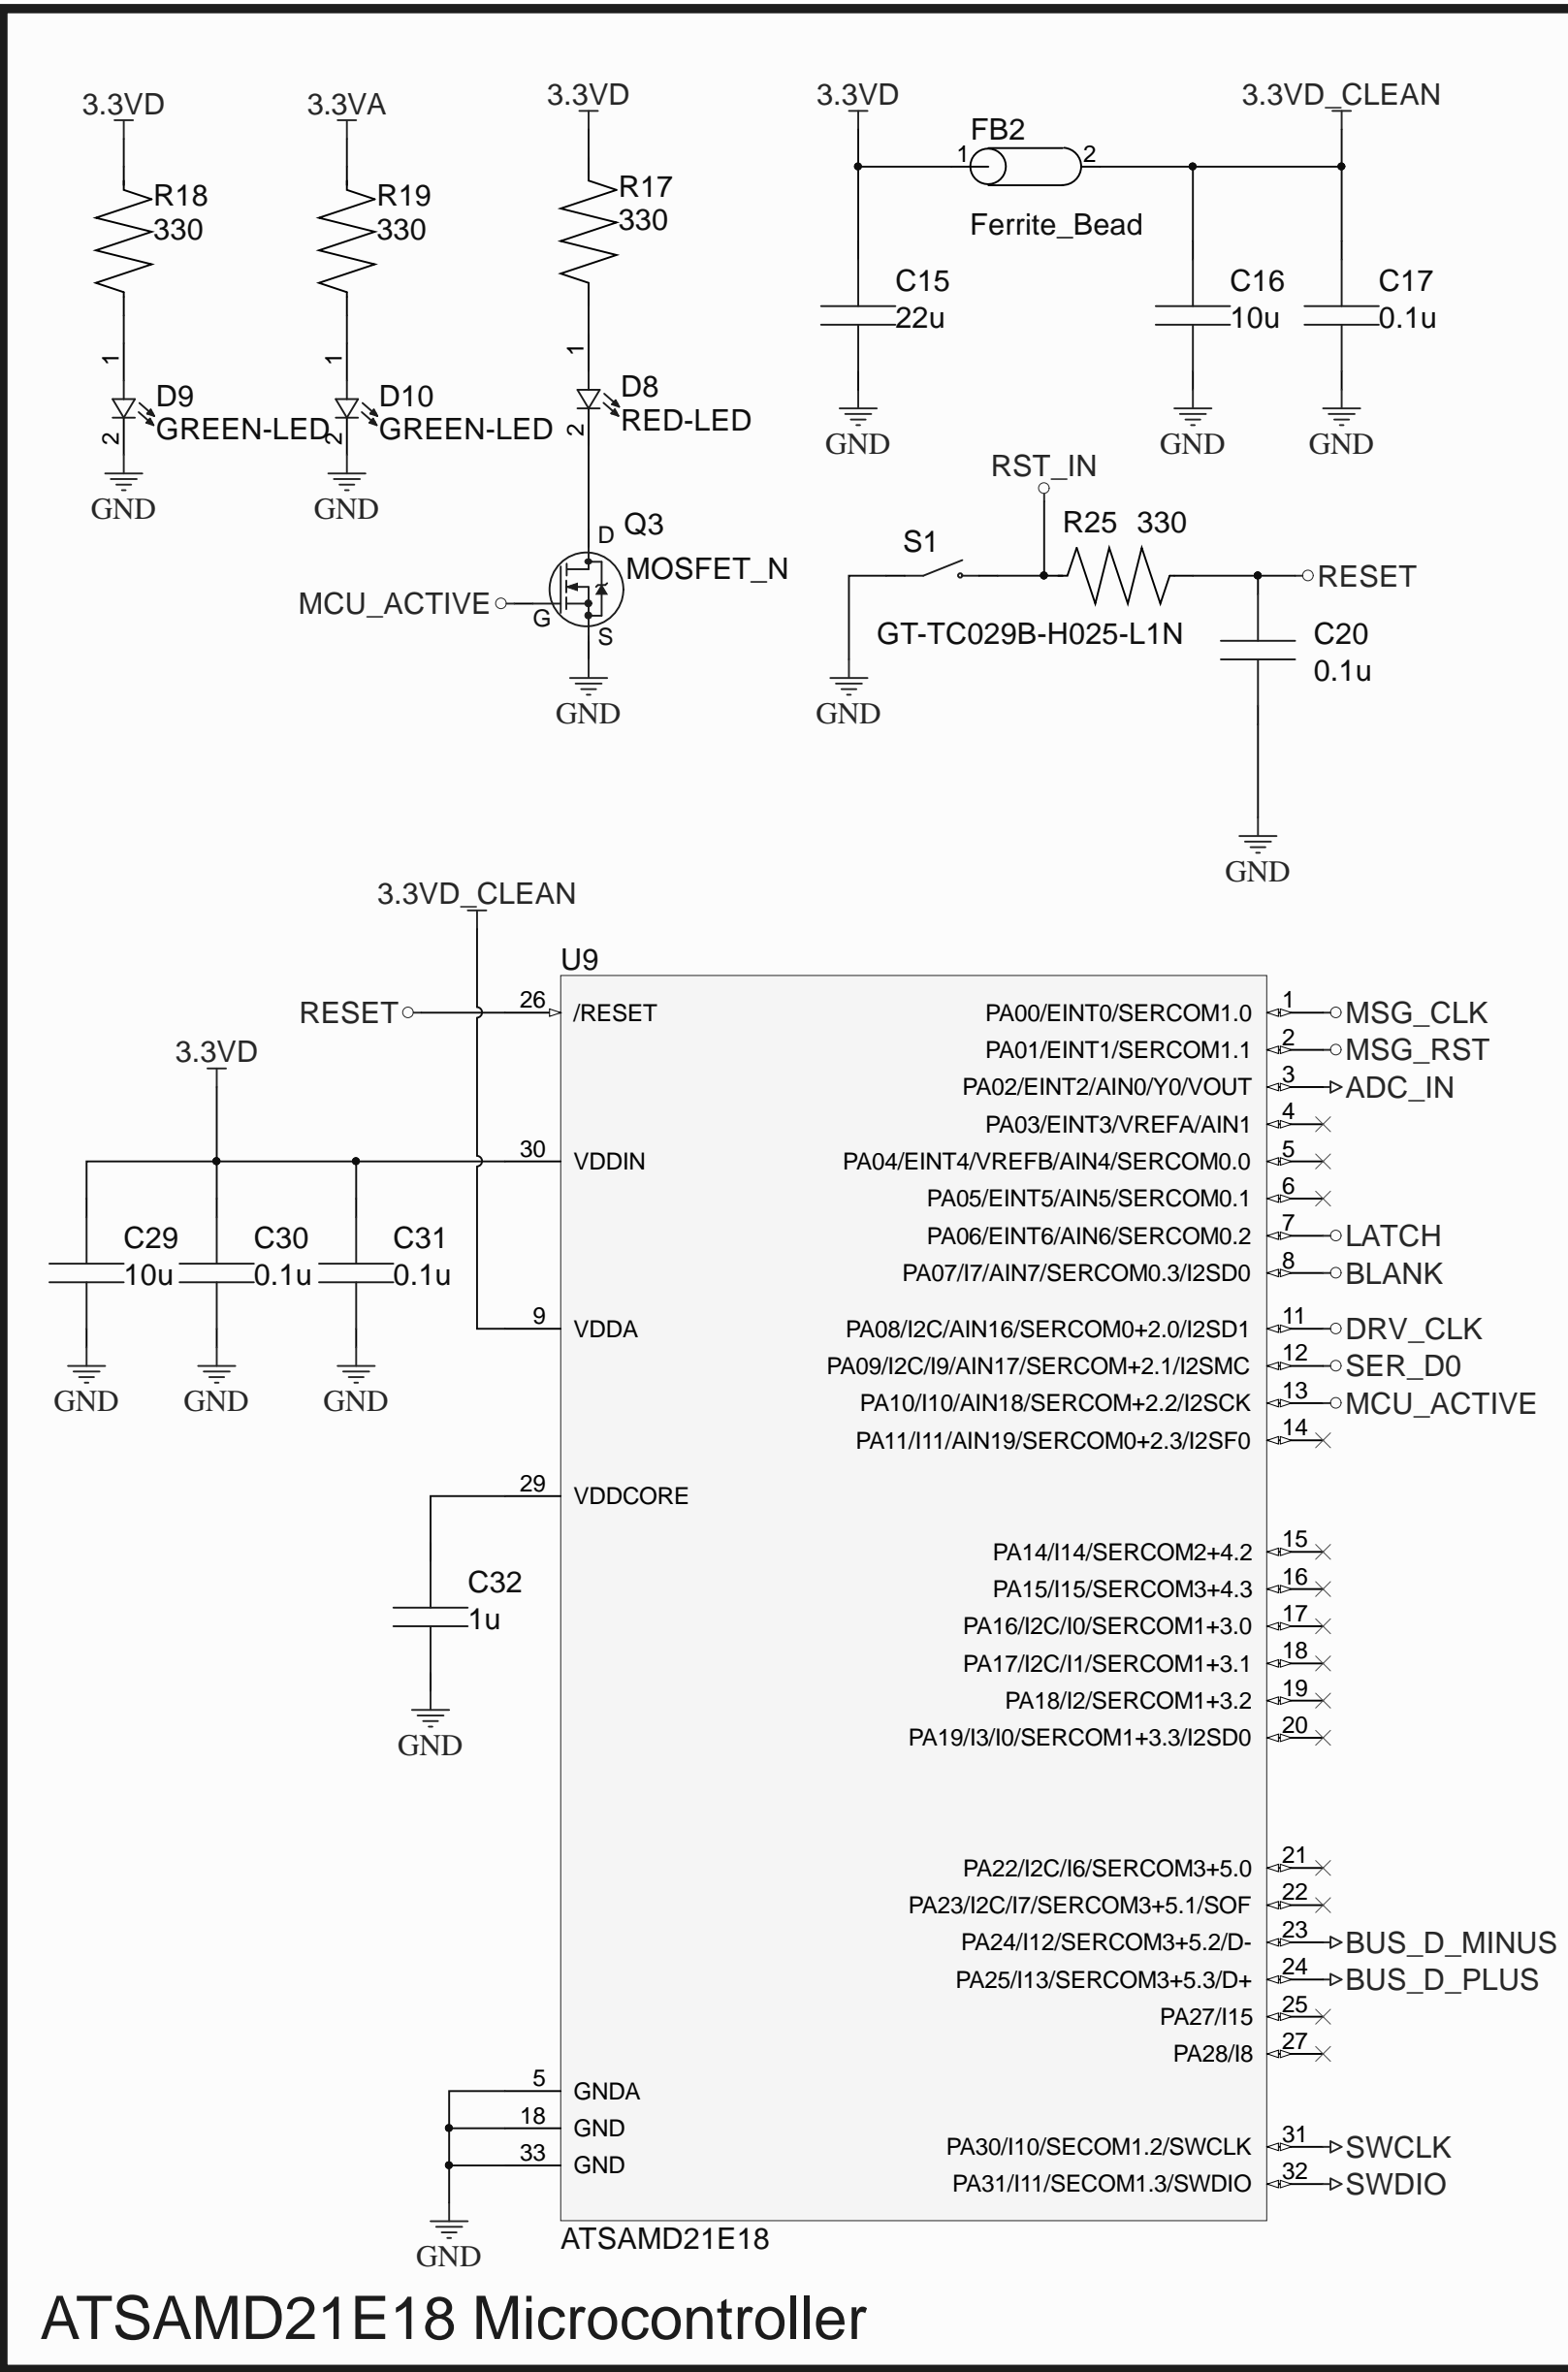 3.3VD
3.3VA
3.3VD
3.3VD
3.3VD_CLEAN
R18
330
R19
330
R17
330
1
FB2
2
Ferrite_Bead
C15
22u
C16
10u
C17
0.1u
1
1
1
D9
GREEN-LED
2
D10
GREEN-LED
2
D8
RED-LED
2
GND
GND
GND
GND
GND
RST_IN
D
Q3
MOSFET_N
MCU_ACTIVE
G
S
GND
S1
R25 330
RESET
GT-TC029B-H025-L1N
C20
0.1u
GND
GND
3.3VD_CLEAN
U9
RESET
26
/RESET
3.3VD
30
VDDIN
C29
10u
C30
0.1u
C31
0.1u
GND
GND
GND
9
VDDA
29
VDDCORE
C32
1u
GND
5
GNDA
18
GND
33
GND
GND
PA00/EINT0/SERCOM1.0 1 MSG_CLK
PA01/EINT1/SERCOM1.1 2 MSG_RST
PA02/EINT2/AIN0/Y0/VOUT 3 ADC_IN
PA03/EINT3/VREFA/AIN1 4
PA04/EINT4/VREFB/AIN4/SERCOM0.0 5
PA05/EINT5/AIN5/SERCOM0.1 6
PA06/EINT6/AIN6/SERCOM0.2 7 LATCH
PA07/I7/AIN7/SERCOM0.3/I2SD0 8 BLANK
PA08/I2C/AIN16/SERCOM0+2.0/I2SD1 11 DRV_CLK
PA09/I2C/I9/AIN17/SERCOM+2.1/I2SMC 12 SER_D0
PA10/I10/AIN18/SERCOM+2.2/I2SCK 13 MCU_ACTIVE
PA11/I11/AIN19/SERCOM0+2.3/I2SF0 14
PA14/I14/SERCOM2+4.2 15
PA15/I15/SERCOM3+4.3 16
PA16/I2C/I0/SERCOM1+3.0 17
PA17/I2C/I1/SERCOM1+3.1 18
PA18/I2/SERCOM1+3.2 19
PA19/I3/I0/SERCOM1+3.3/I2SD0 20
PA22/I2C/I6/SERCOM3+5.0 21
PA23/I2C/I7/SERCOM3+5.1/SOF 22
PA24/I12/SERCOM3+5.2/D- 23 BUS_D_MINUS
PA25/I13/SERCOM3+5.3/D+ 24 BUS_D_PLUS
PA27/I15 25
PA28/I8 27
PA30/I10/SECOM1.2/SWCLK 31 SWCLK
PA31/I11/SECOM1.3/SWDIO 32 SWDIO
ATSAMD21E18
ATSAMD21E18 Microcontroller